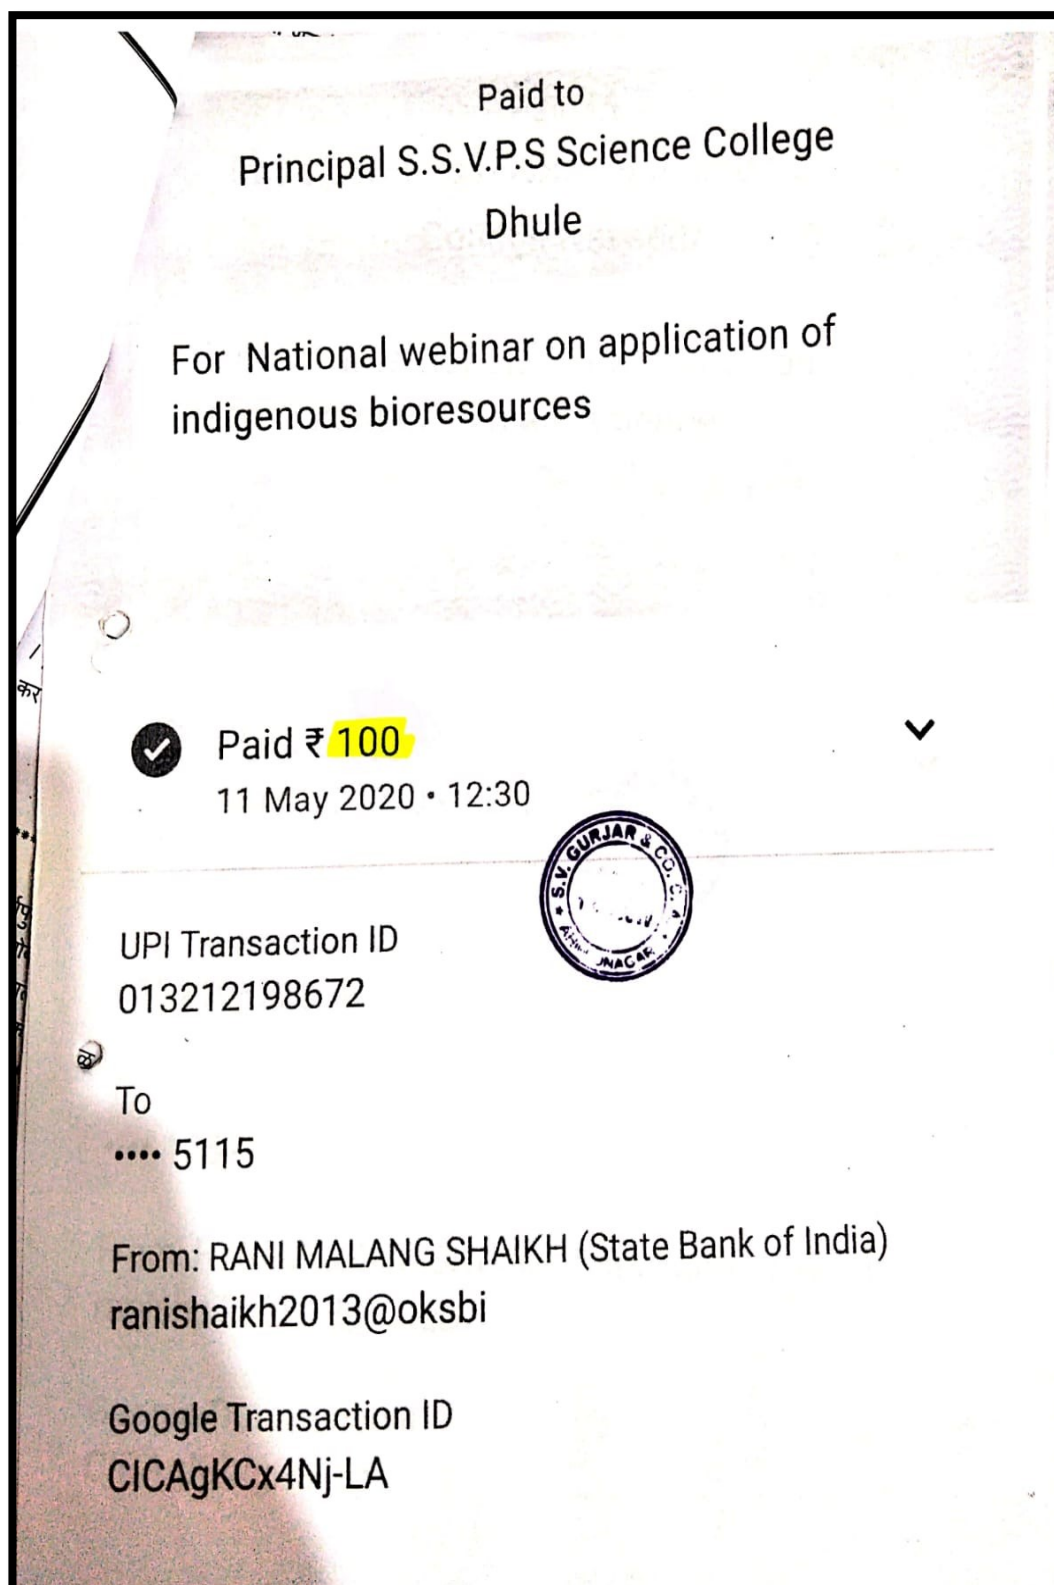 Paid to
Principal S.S.V.P.S Science College
Dhule
For National webinar on application of
indigenous bioresources
कर
Paid ₹ 100
11 May 2020 • 12:30
S.V. GURJAR & CO. C.A.
UPI Transaction ID
013212198672
To
•••• 5115
From: RANI MALANG SHAIKH (State Bank of India)
ranishaikh2013@oksbi
Google Transaction ID
CICAgKCx4Nj-LA